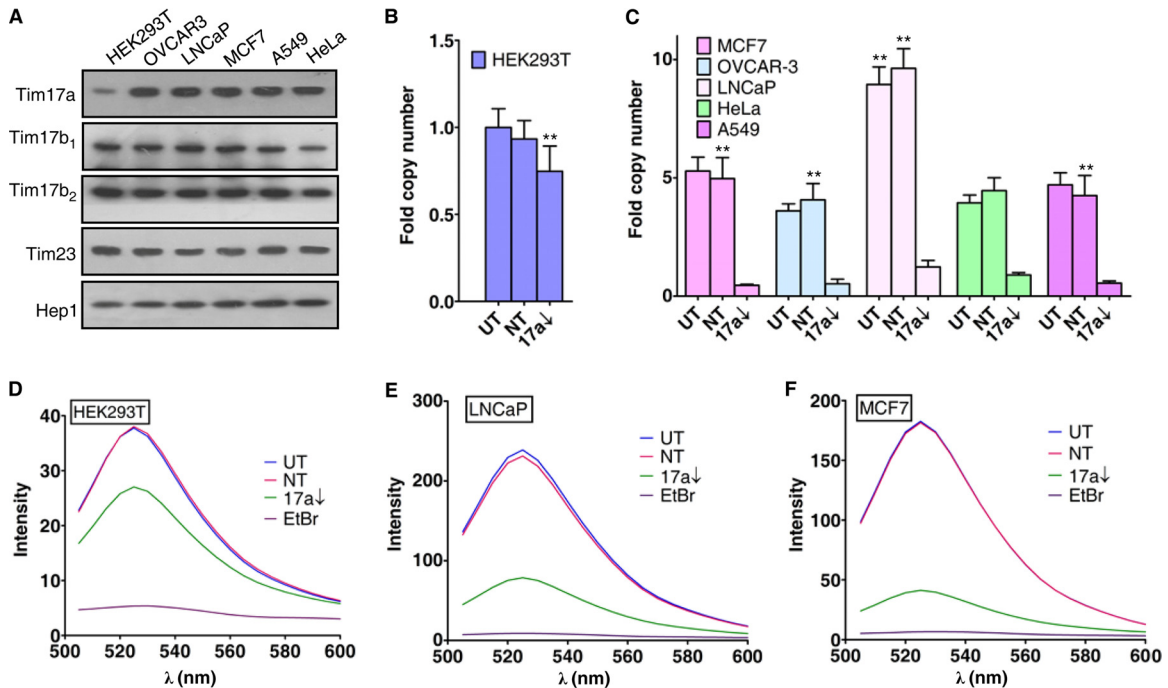 A
HEK293T
OVCAR3
LNCaP
MCF7
A549
HeLa
Tim17a
Tim17b1
Tim17b2
Tim23
Hep1
B
Fold copy number
1.5
1.0
0.5
0.0
HEK293T
**
UT
NT
17a↓
C
Fold copy number
10
5
0
MCF7
OVCAR-3
LNCaP
HeLa
A549
**
**
**
**
**
UT
NT
17a↓
UT
NT
17a↓
UT
NT
17a↓
UT
NT
17a↓
UT
NT
17a↓
D
HEK293T
Intensity
40
30
20
10
0
UT
NT
17a↓
EtBr
500 520 540 560 580 600
λ (nm)
E
LNCaP
Intensity
300
200
100
0
UT
NT
17a↓
EtBr
500 520 540 560 580 600
λ (nm)
F
MCF7
Intensity
200
150
100
50
0
UT
NT
17a↓
EtBr
500 520 540 560 580 600
λ (nm)